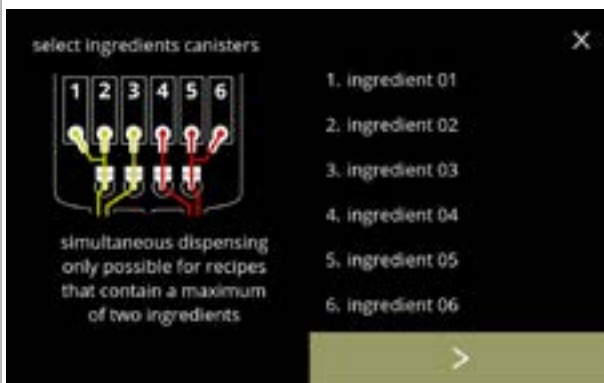 select ingredients canisters
1 2 3 4 5 6
simultaneous dispensing
only possible for recipes
that contain a maximum
of two ingredients
1. ingredient 01
2. ingredient 02
3. ingredient 03
4. ingredient 04
5. ingredient 05
6. ingredient 06